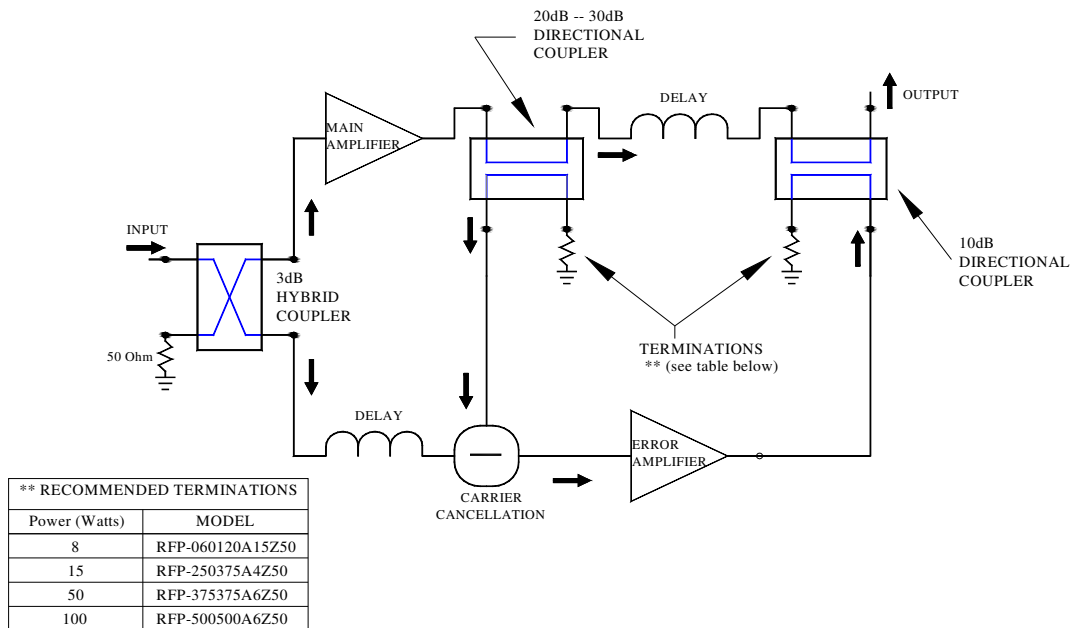 20dB -- 30dB
DIRECTIONAL
COUPLER
DELAY
OUTPUT
MAIN
AMPLIFIER
INPUT
3dB
HYBRID
COUPLER
10dB
DIRECTIONAL
COUPLER
50 Ohm
TERMINATIONS
** (see table below)
DELAY
ERROR
AMPLIFIER
CARRIER
CANCELLATION
** RECOMMENDED TERMINATIONS
Power (Watts) MODEL
8 RFP-060120A15Z50
15 RFP-250375A4Z50
50 RFP-375375A6Z50
100 RFP-500500A6Z50